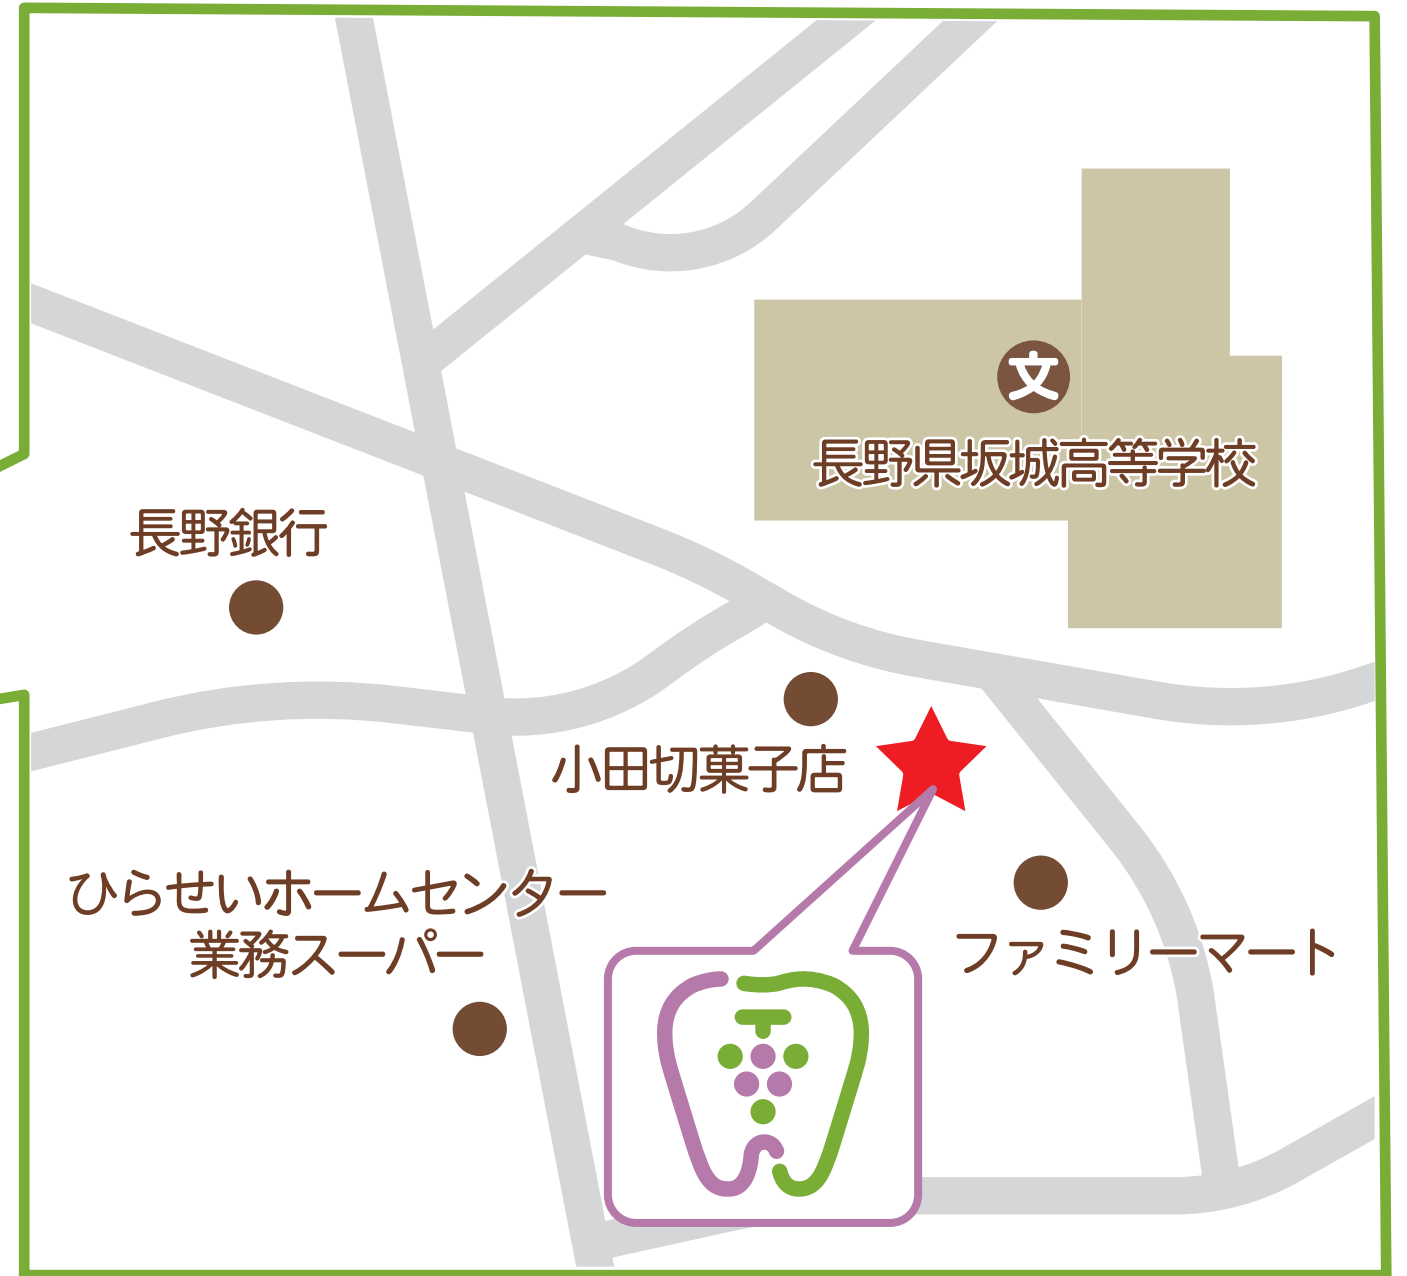 文
長野県坂城高等学校
長野銀行
小田切菓子店
ひらせいホームセンター
業務スーパー
ファミリーマート